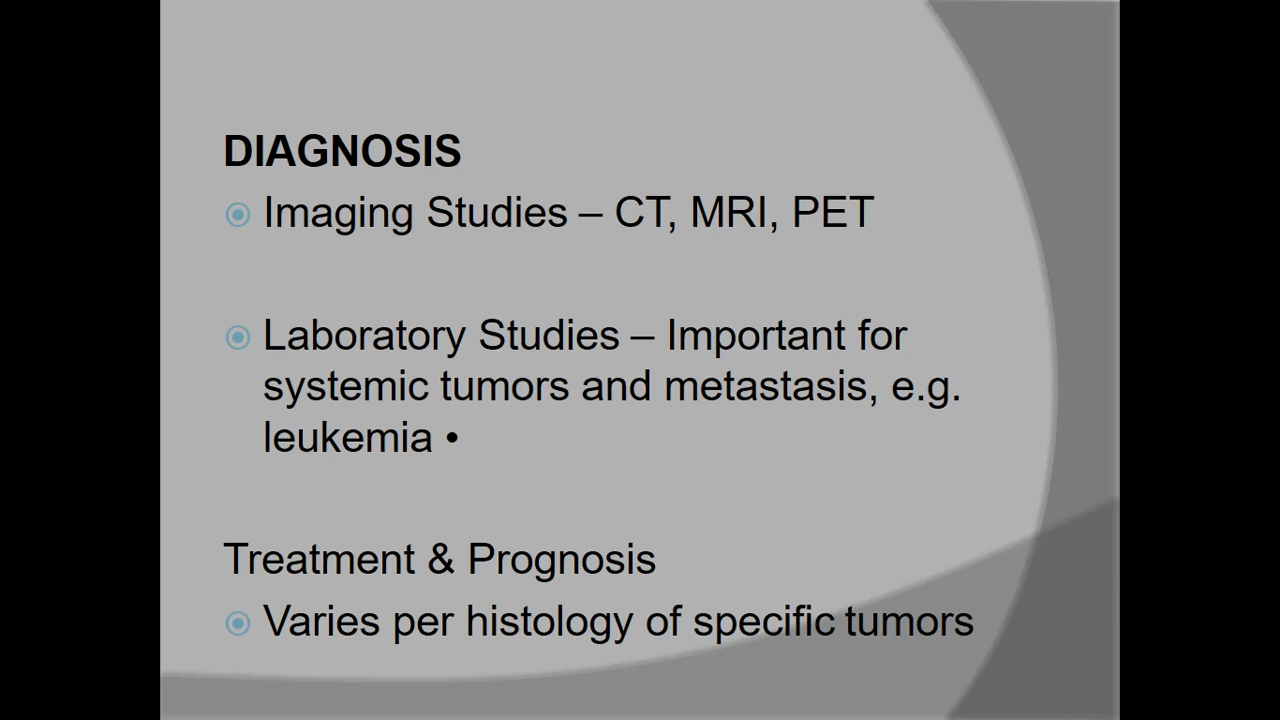 DIAGNOSIS
Imaging Studies – CT, MRI, PET
Laboratory Studies – Important for
systemic tumors and metastasis, e.g.
leukemia •
Treatment & Prognosis
Varies per histology of specific tumors